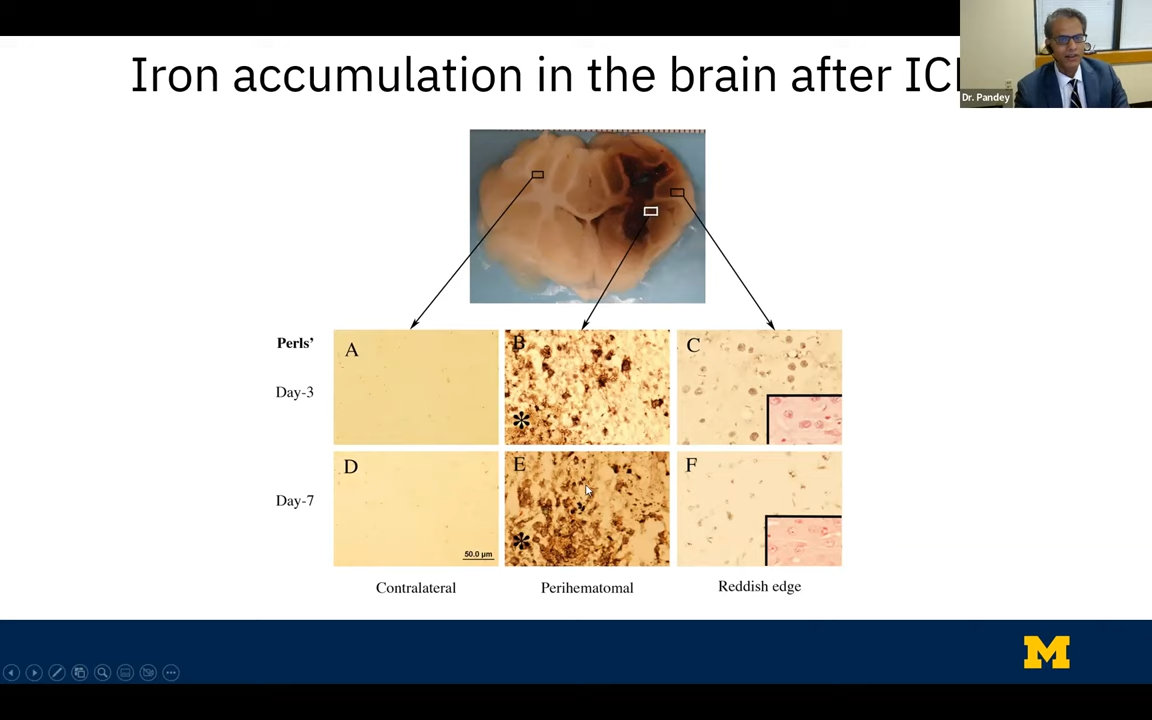 Iron accumulation in the brain after
Dr. Pandey
Perls’
A
B
C
Day-3
*
D
E
F
Day-7
*
50.0 µm
Contralateral
Perihematomal
Reddish edge
M